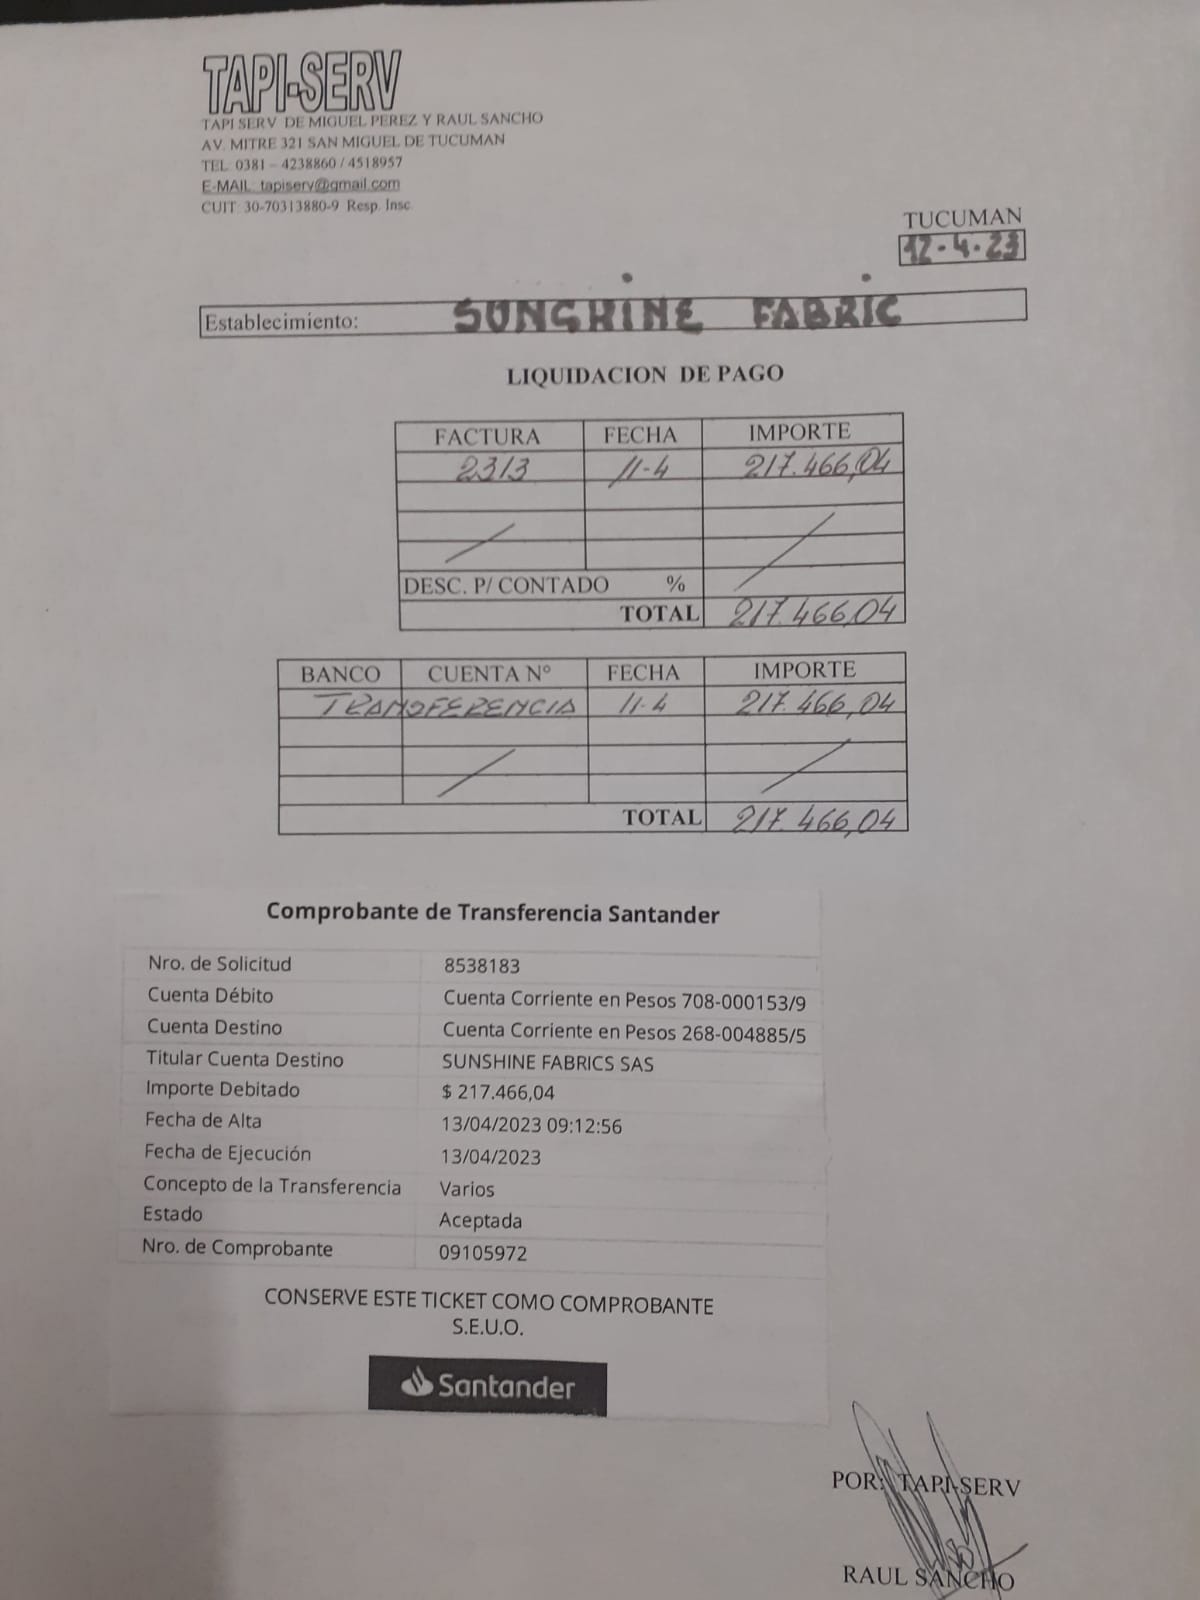 TAPI-SERV
TAPI SERV DE MIGUEL PEREZ Y RAUL SANCHO
AV. MITRE 321 SAN MIGUEL DE TUCUMAN
TEL: 0381 – 4238860 / 4518957
E-MAIL: tapiserv@gmail.com
CUIT: 30-70313880-9 Resp. Insc.
TUCUMAN
12-4-23
Establecimiento: SUNSHINE FABRIC
LIQUIDACION DE PAGO
FACTURA FECHA IMPORTE
2313 11-4 217.466,04
DESC. P/ CONTADO %
TOTAL 217.466,04
BANCO CUENTA Nº FECHA IMPORTE
TRANSFERENCIA 11-4 217.466,04
TOTAL 217.466,04
Comprobante de Transferencia Santander
Nro. de Solicitud 8538183
Cuenta Débito Cuenta Corriente en Pesos 708-000153/9
Cuenta Destino Cuenta Corriente en Pesos 268-004885/5
Titular Cuenta Destino SUNSHINE FABRICS SAS
Importe Debitado $ 217.466,04
Fecha de Alta 13/04/2023 09:12:56
Fecha de Ejecución 13/04/2023
Concepto de la Transferencia Varios
Estado Aceptada
Nro. de Comprobante 09105972
CONSERVE ESTE TICKET COMO COMPROBANTE
S.E.U.O.
Santander
POR: TAPI-SERV
RAUL SANCHO